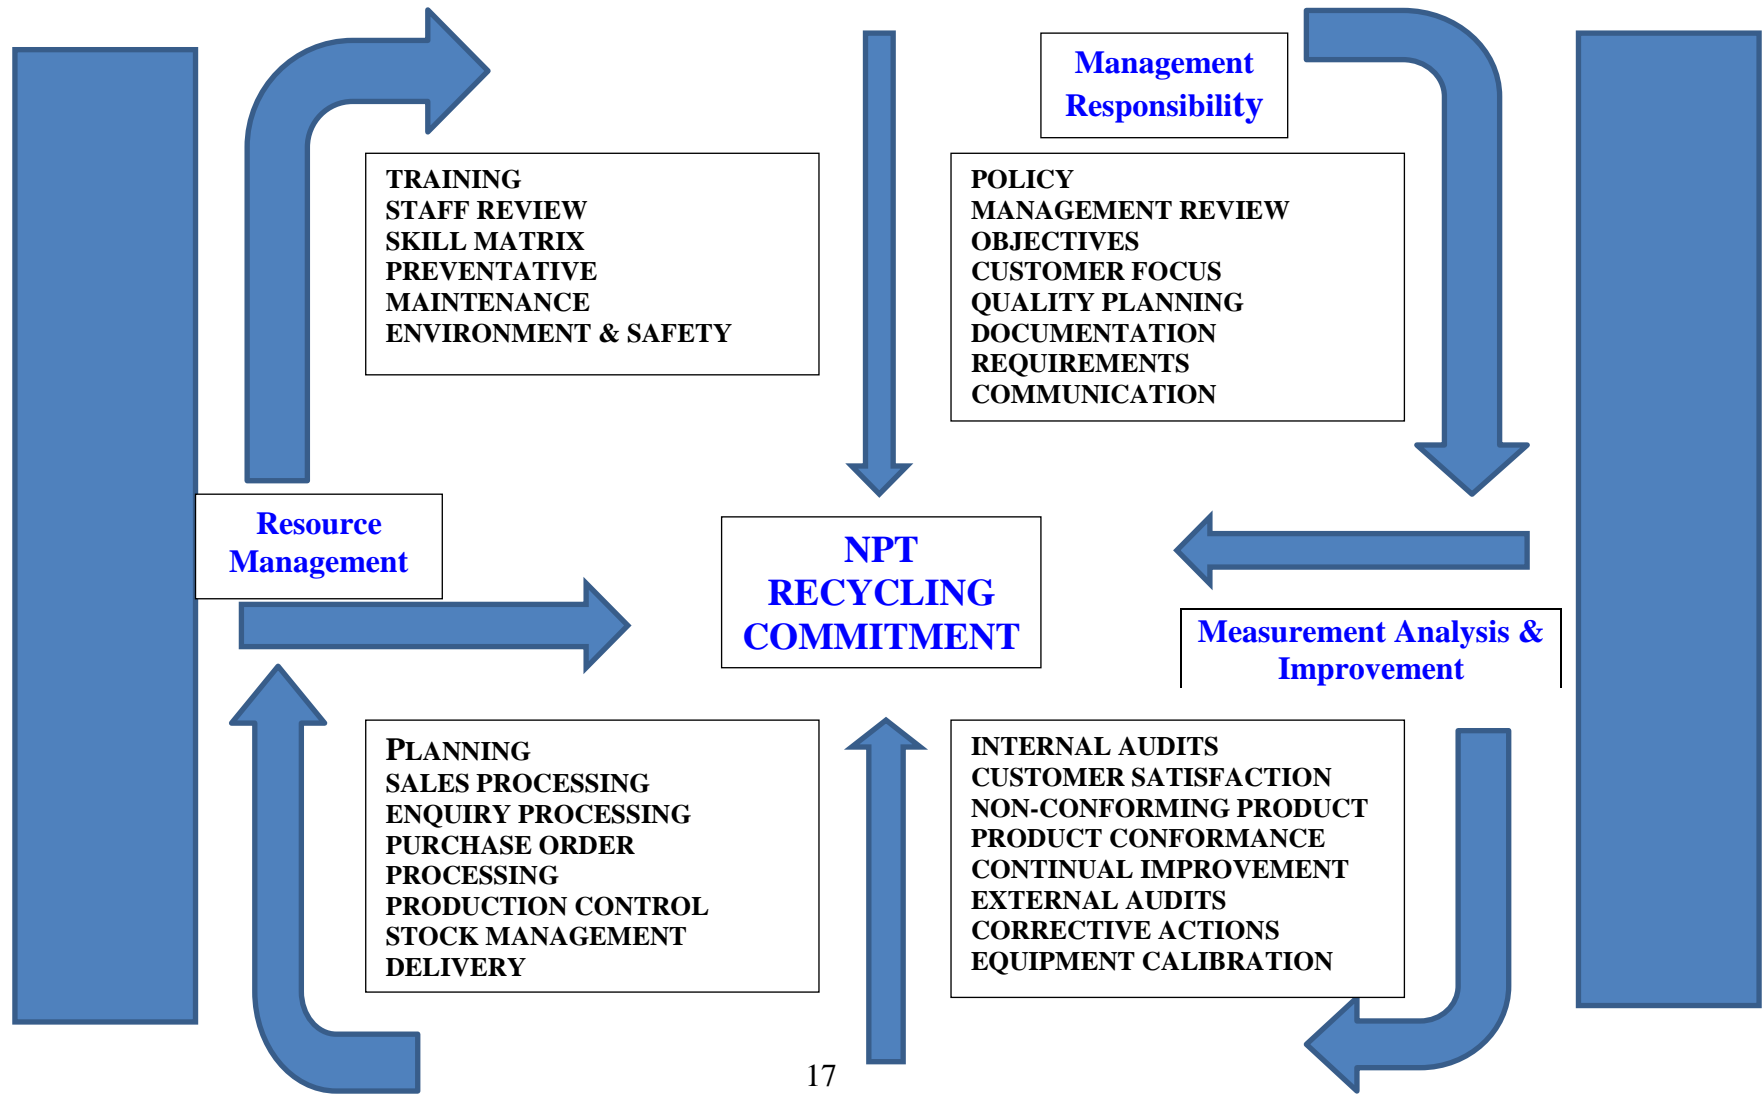 Management
Responsibility
TRAINING
STAFF REVIEW
SKILL MATRIX
PREVENTATIVE
MAINTENANCE
ENVIRONMENT & SAFETY
POLICY
MANAGEMENT REVIEW
OBJECTIVES
CUSTOMER FOCUS
QUALITY PLANNING
DOCUMENTATION
REQUIREMENTS
COMMUNICATION
Resource
Management
NPT
RECYCLING
COMMITMENT
Measurement Analysis &
Improvement
PLANNING
SALES PROCESSING
ENQUIRY PROCESSING
PURCHASE ORDER
PROCESSING
PRODUCTION CONTROL
STOCK MANAGEMENT
DELIVERY
INTERNAL AUDITS
CUSTOMER SATISFACTION
NON-CONFORMING PRODUCT
PRODUCT CONFORMANCE
CONTINUAL IMPROVEMENT
EXTERNAL AUDITS
CORRECTIVE ACTIONS
EQUIPMENT CALIBRATION
17